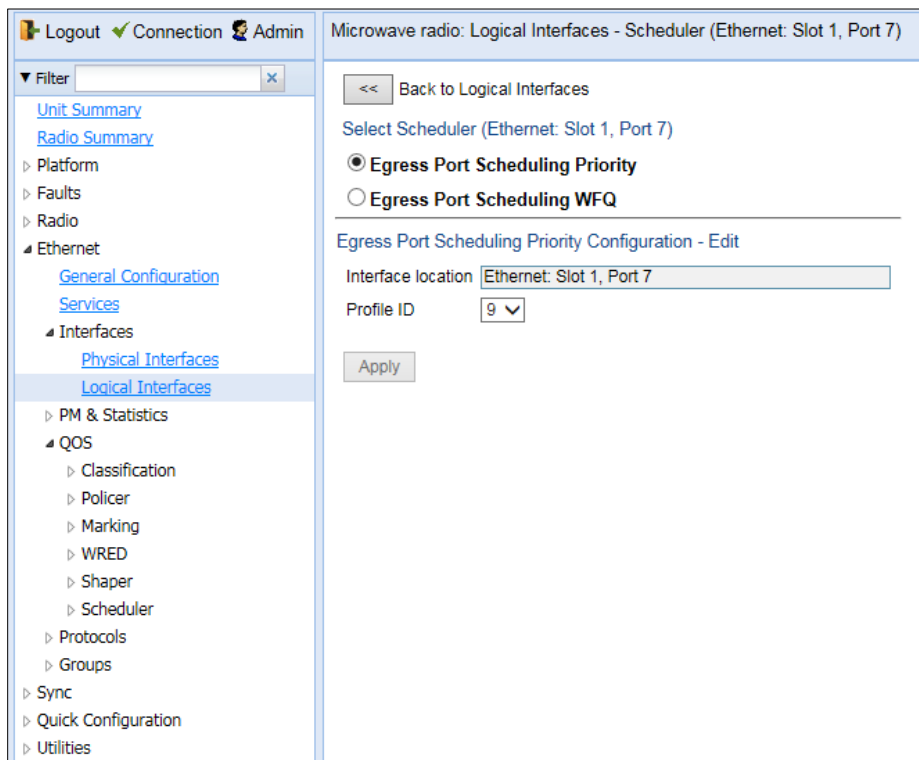 Logout Connection Admin
Filter
Unit Summary
Radio Summary
Platform
Faults
Radio
Ethernet
General Configuration
Services
Interfaces
Physical Interfaces
Logical Interfaces
PM & Statistics
QOS
Classification
Policer
Marking
WRED
Shaper
Scheduler
Protocols
Groups
Sync
Quick Configuration
Utilities
Microwave radio: Logical Interfaces - Scheduler (Ethernet: Slot 1, Port 7)
<< Back to Logical Interfaces
Select Scheduler (Ethernet: Slot 1, Port 7)
Egress Port Scheduling Priority
Egress Port Scheduling WFQ
Egress Port Scheduling Priority Configuration - Edit
Interface location Ethernet: Slot 1, Port 7
Profile ID 9
Apply